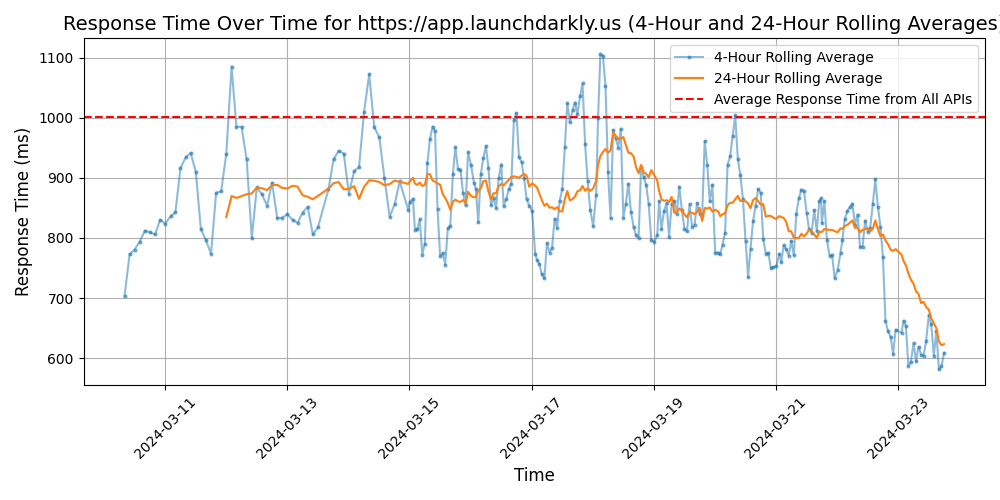 Response Time Over Time for https://app.launchdarkly.us (4-Hour and 24-Hour Rolling Averages)
4-Hour Rolling Average
24-Hour Rolling Average
Average Response Time from All APIs
Response Time (ms)
1100
1000
900
800
700
600
2024-03-11
2024-03-13
2024-03-15
2024-03-17
2024-03-19
2024-03-21
2024-03-23
Time